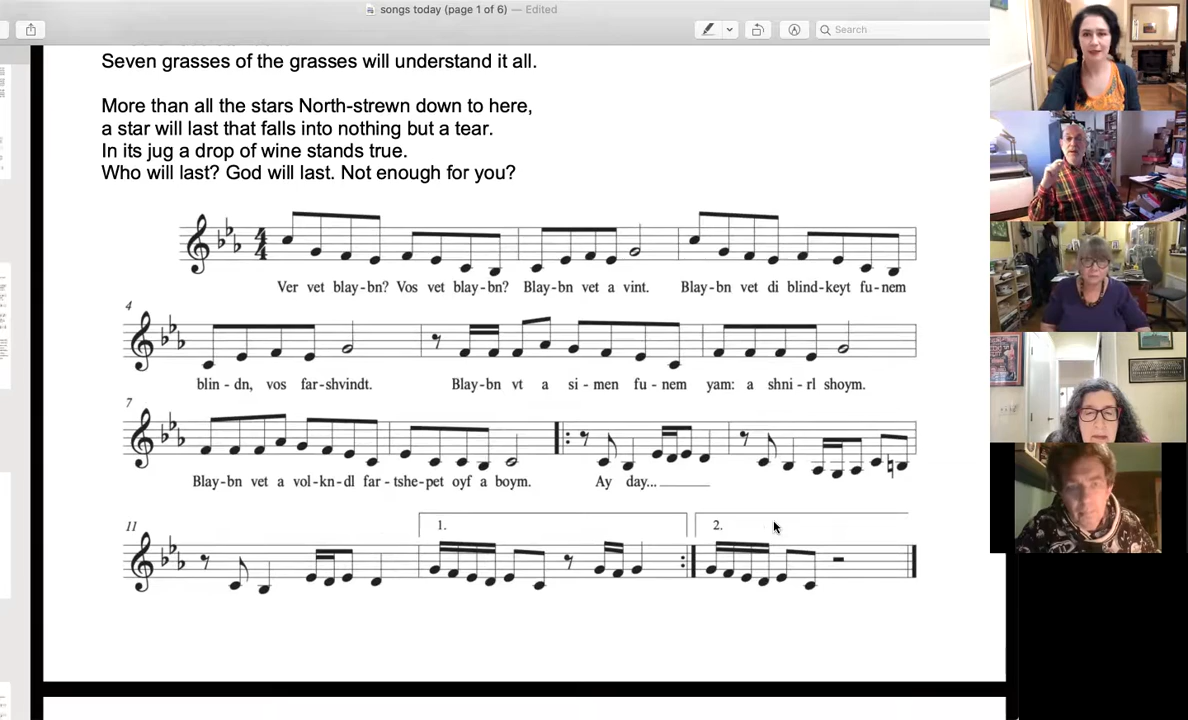 songs today (page 1 of 6) — Edited
Search
Seven grasses of the grasses will understand it all.
More than all the stars North-strewn down to here,
a star will last that falls into nothing but a tear.
In its jug a drop of wine stands true.
Who will last? God will last. Not enough for you?
4
4
Ver vet blay-bn? Vos vet blay-bn? Blay-bn vet a vint. Blay-bn vet di blind-keyt fu-nem
4
blin - dn, vos far-shvindt. Blay-bn vt a si - men fu - nem yam: a shni - rl shoym.
7
Blay-bn vet a vol-kn-dl far - tshe-pet oyf a boym. Ay day...
11
1. 2.